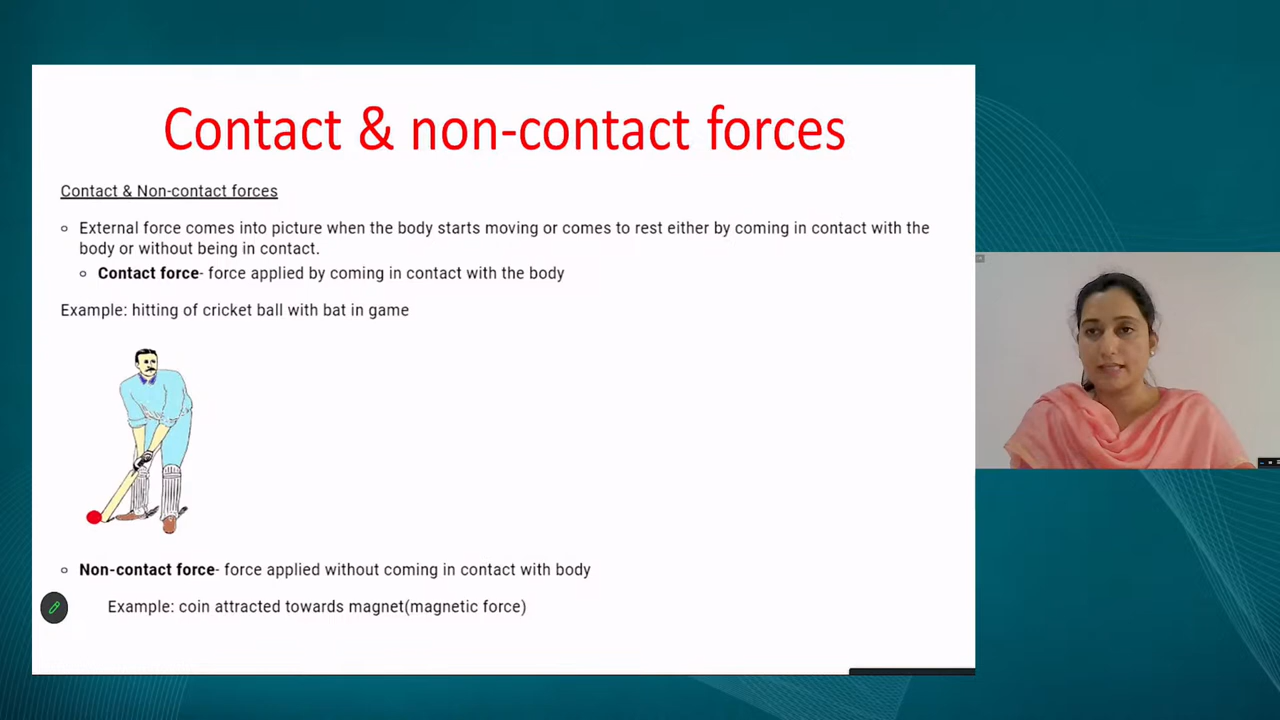 Contact & non-contact forces
Contact & Non-contact forces
External force comes into picture when the body starts moving or comes to rest either by coming in contact with the
body or without being in contact.
Contact force- force applied by coming in contact with the body
Example: hitting of cricket ball with bat in game
Non-contact force- force applied without coming in contact with body
Example: coin attracted towards magnet(magnetic force)